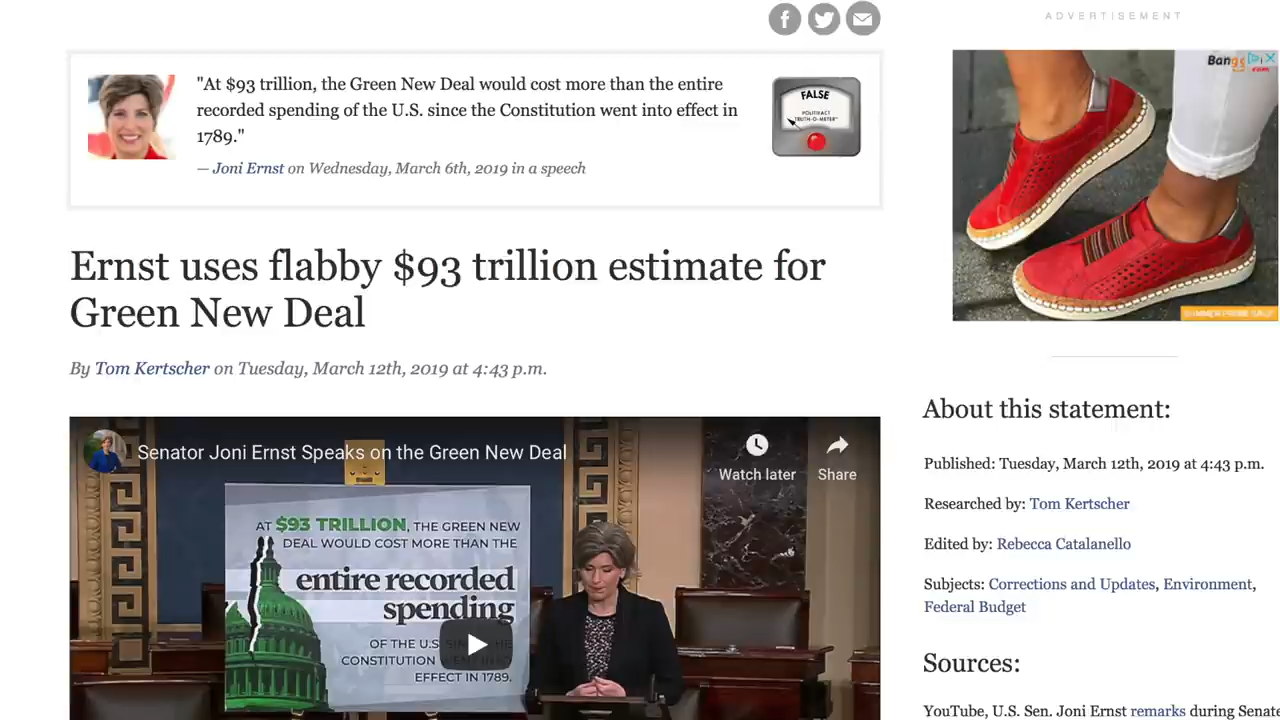 ADVERTISEMENT
"At $93 trillion, the Green New Deal would cost more than the entire
recorded spending of the U.S. since the Constitution went into effect in
1789."
— Joni Ernst on Wednesday, March 6th, 2019 in a speech
FALSE
POLITIFACT
TRUTH-O-METER™
Ernst uses flabby $93 trillion estimate for
Green New Deal
By Tom Kertscher on Tuesday, March 12th, 2019 at 4:43 p.m.
Senator Joni Ernst Speaks on the Green New Deal
Watch later
Share
AT $93 TRILLION, THE GREEN NEW
DEAL WOULD COST MORE THAN THE
entire recorded
spending
OF THE U.S.
CONSTITUTION
EFFECT IN 1789.
About this statement:
Published: Tuesday, March 12th, 2019 at 4:43 p.m.
Researched by: Tom Kertscher
Edited by: Rebecca Catalanello
Subjects: Corrections and Updates, Environment,
Federal Budget
Sources:
YouTube, U.S. Sen. Joni Ernst remarks during Senate